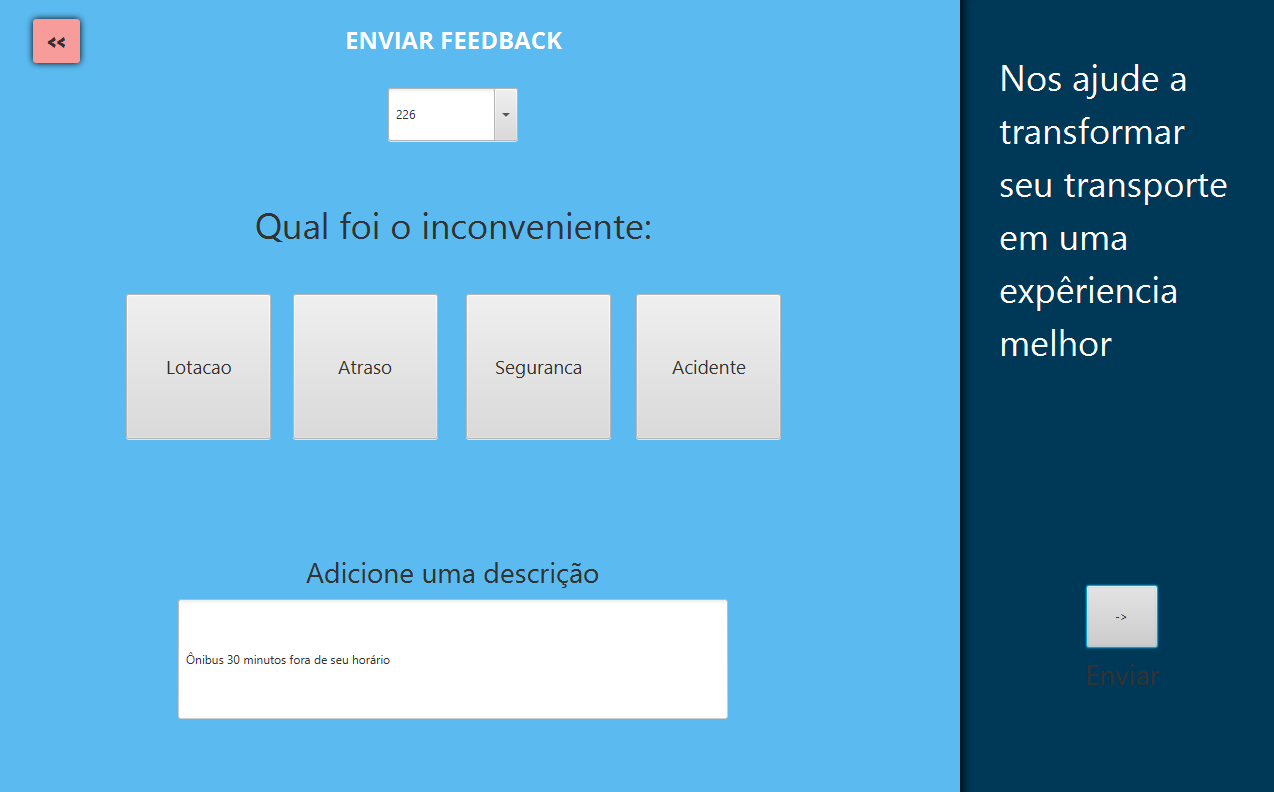 <<
ENVIAR FEEDBACK
226
Qual foi o inconveniente:
Lotacao
Atraso
Seguranca
Acidente
Adicione uma descrição
Ônibus 30 minutos fora de seu horário
Nos ajude a
transformar
seu transporte
em uma
expêriencia
melhor
->
Enviar